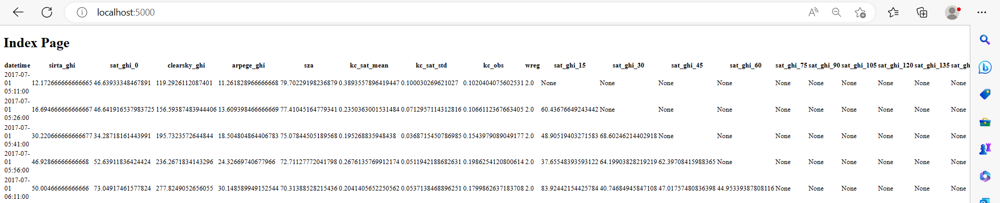 localhost:5000
Index Page
datetime sirta_ghi sat_ghi_0 clearsky_ghi arpege_ghi sza kc_sat_mean kc_sat_std kc_obs wreg sat_ghi_15 sat_ghi_30 sat_ghi_45 sat_ghi_60 sat_ghi_75 sat_ghi_90 sat_ghi_105 sat_ghi_120 sat_ghi_135 sat_gh
2017-07-
01 12.172666666666665 46.63933348467891 119.2926112087401 11.261828966666668 79.70229198236879 0.3893557896419447 0.100030269621027 0.1020404075602531 2.0 None None None None None None None None None None
05:11:00
2017-07-
01 16.694666666666667 46.641916537983725 156.59387483944406 13.609398466666669 77.41045164779341 0.2350363001531484 0.0712957114312816 0.1066112367663405 2.0 60.43676649243442 None None None None None None None None None
05:26:00
2017-07-
01 30.220666666666677 34.28718161443991 195.7323572644844 18.504804864406783 75.07844505189568 0.195268835948438 0.0368715450786985 0.1543979089049177 2.0 48.90519403271583 68.60246214402918 None None None None None None None None
05:41:00
2017-07-
01 46.92866666666668 52.63911836424424 236.2671834143296 24.32669740677966 72.71127772041798 0.2676135769912174 0.0511942188682631 0.1986254120800614 2.0 37.65548393593122 64.19903828219219 62.39708415988365 None None None None None None None
05:56:00
2017-07-
01 50.00466666666666 73.04917461577824 277.8249052656055 30.148589949152544 70.31388528215436 0.2041405652250562 0.0537138468896251 0.1799862637183708 2.0 83.92442154425784 40.74684945847108 47.01757480836398 44.95339387808116 None None None None None None
06:11:00